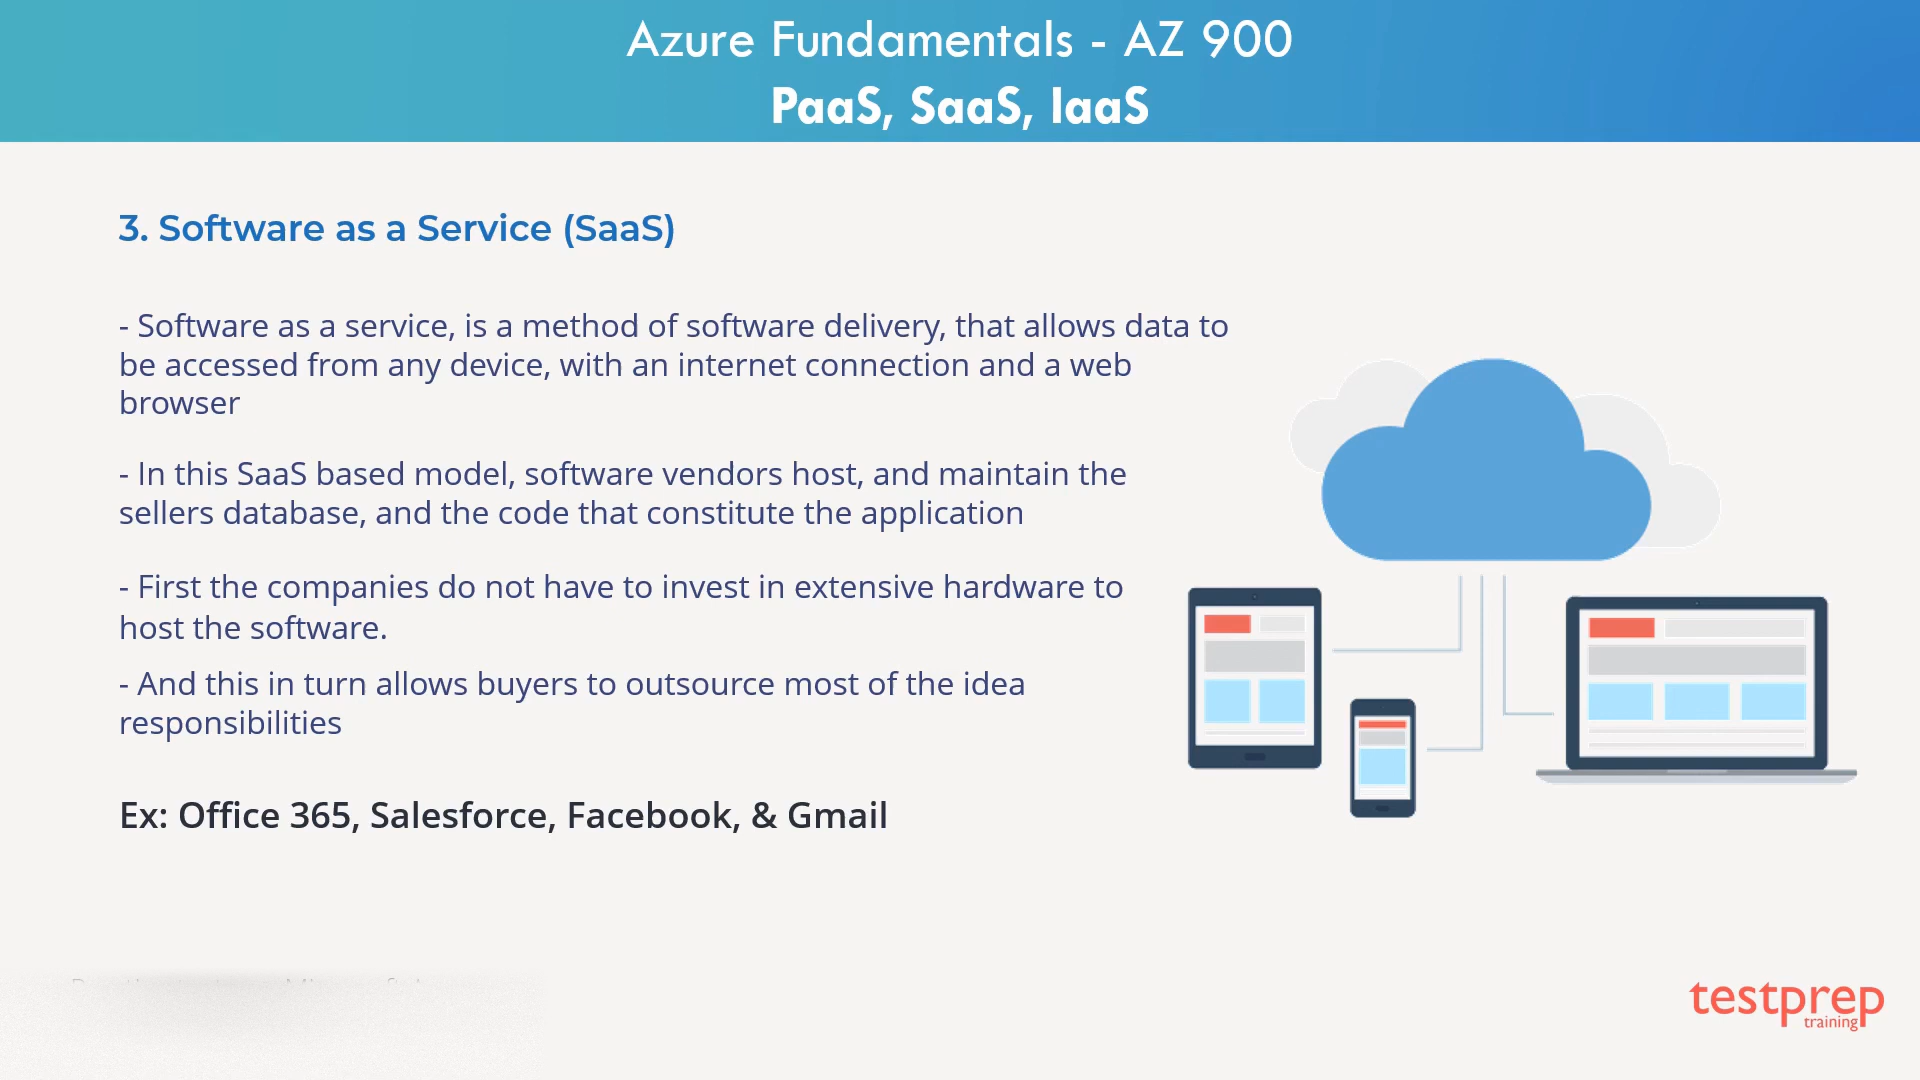 Azure Fundamentals - AZ 900
PaaS, SaaS, IaaS
3. Software as a Service (SaaS)
- Software as a service, is a method of software delivery, that allows data to
be accessed from any device, with an internet connection and a web
browser
- In this SaaS based model, software vendors host, and maintain the
sellers database, and the code that constitute the application
- First the companies do not have to invest in extensive hardware to
host the software.
- And this in turn allows buyers to outsource most of the idea
responsibilities
Ex: Office 365, Salesforce, Facebook, & Gmail
testprep
training